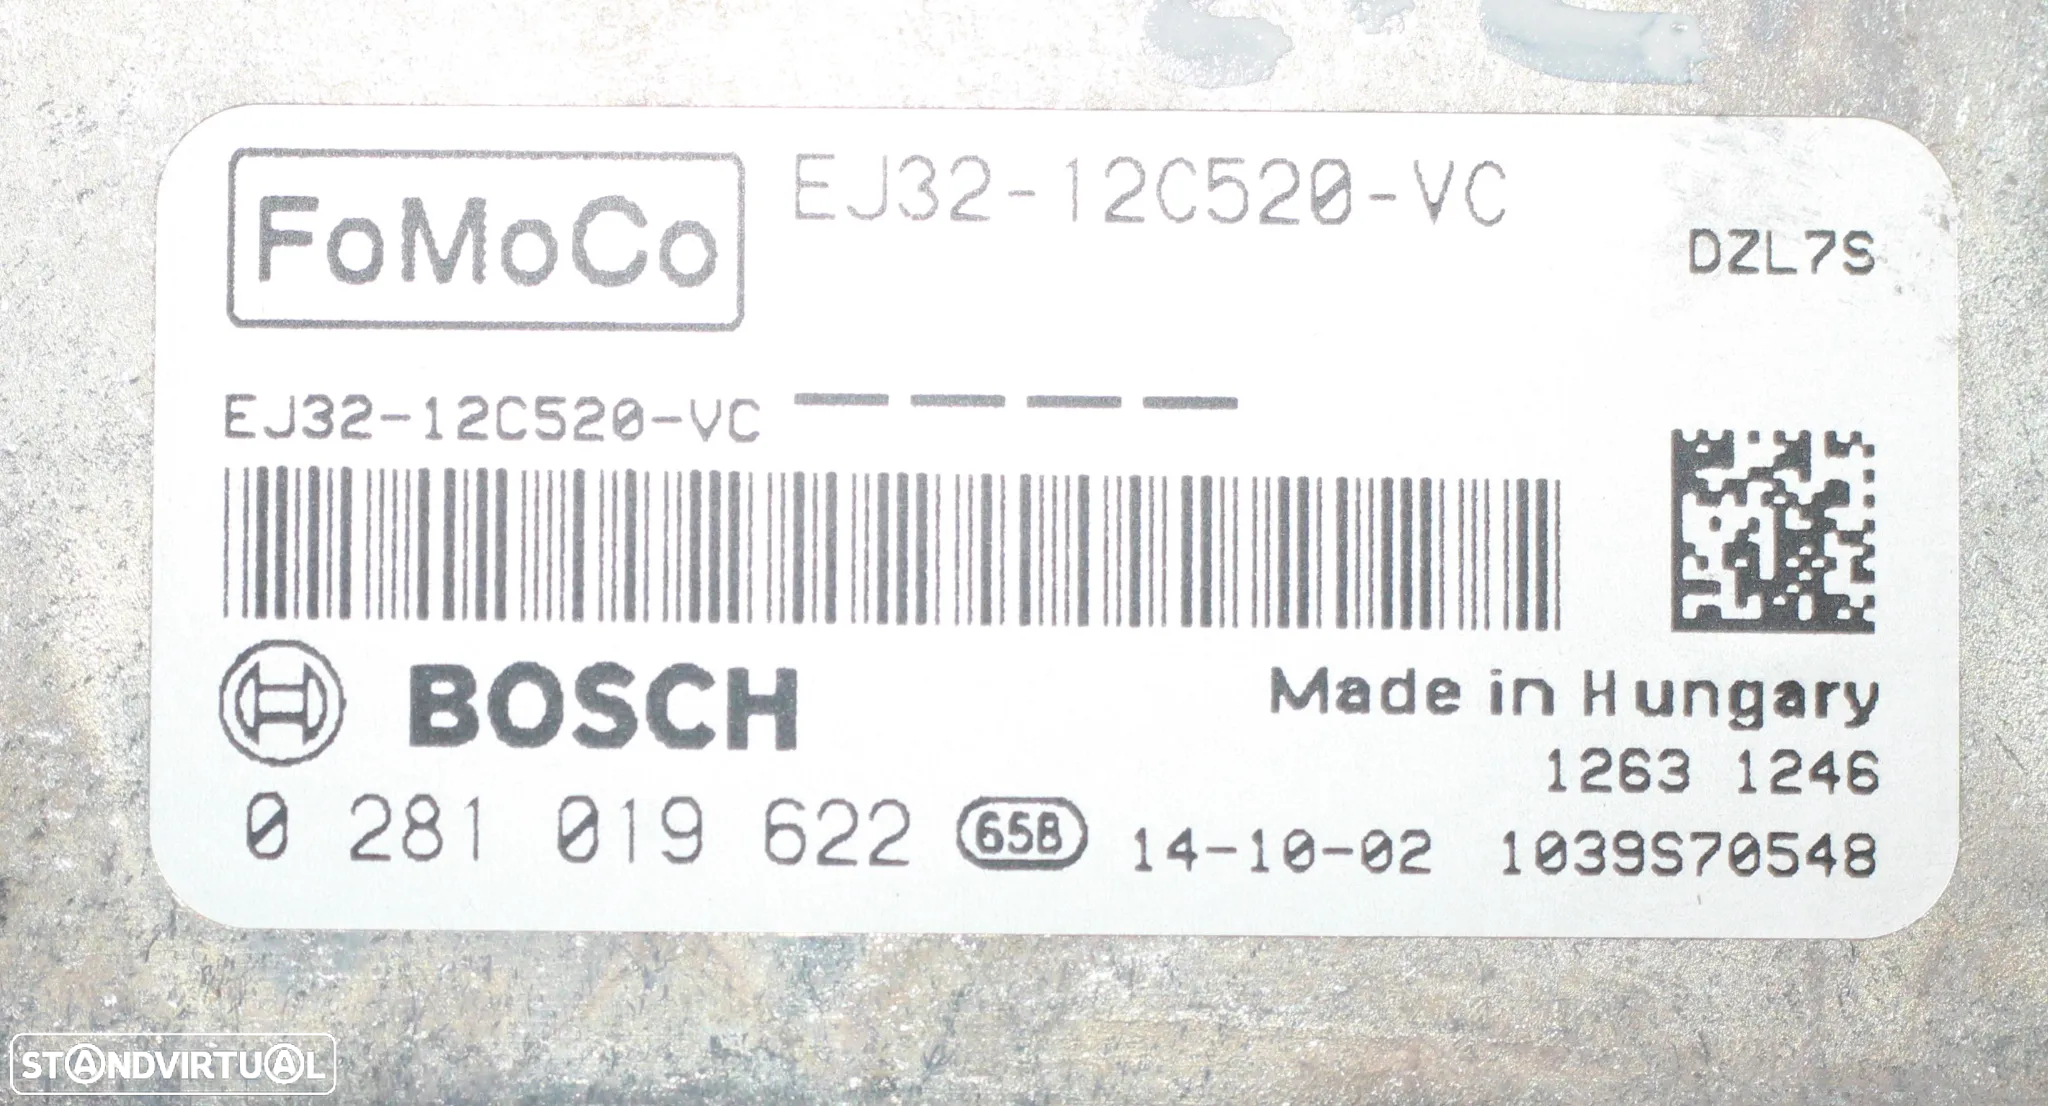 FoMoCo
EJ32-12C520-VC
DZL7S
EJ32-12C520-VC
BOSCH
Made in Hungary
1263 1246
0 281 019 622 65B 14-10-02 1039S70548
STANDVIRTUAL